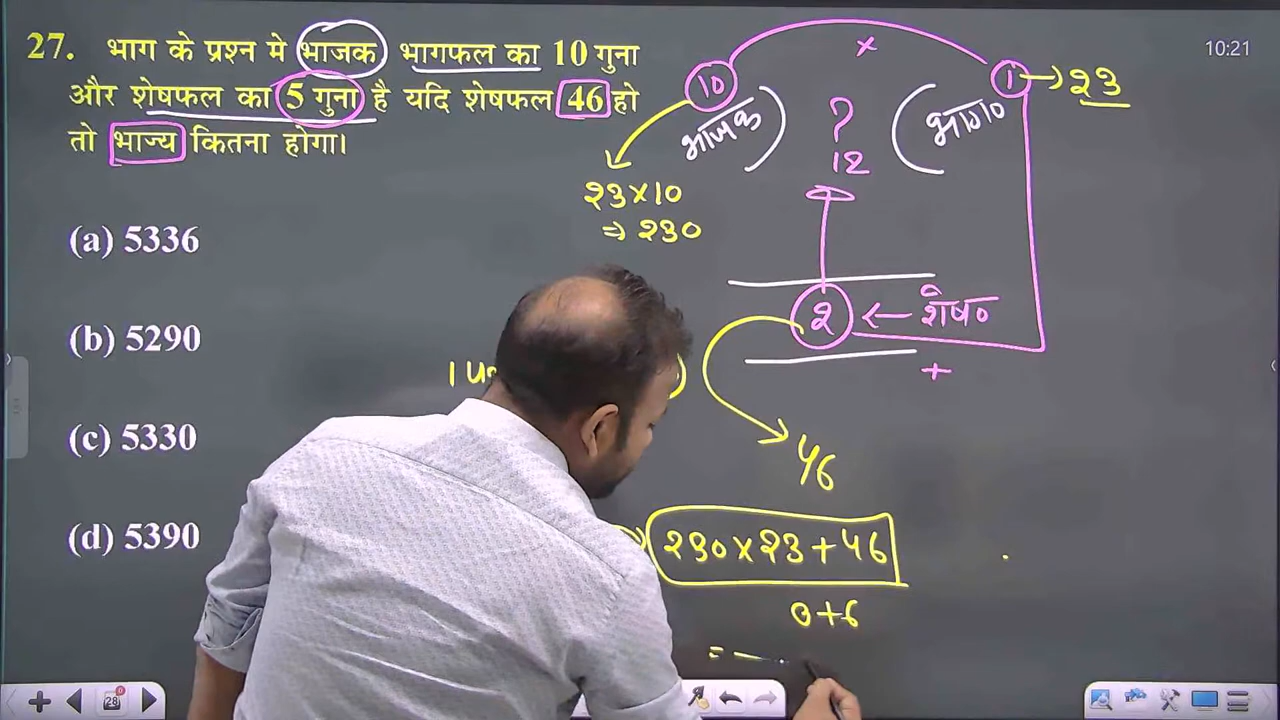 27. भाग के प्रश्न मे भाजक भागफल का 10 गुना
और शेषफल का 5 गुना है यदि शेषफल 46 हो
तो भाज्य कितना होगा।
(a) 5336
(b) 5290
(c) 5330
(d) 5390
10:21
×
10
1 → 23
भाजक
?
भाग०
12
23×10
⇒ 230
2 ← शेष०
+
46
230×23+46
0+6
=
28